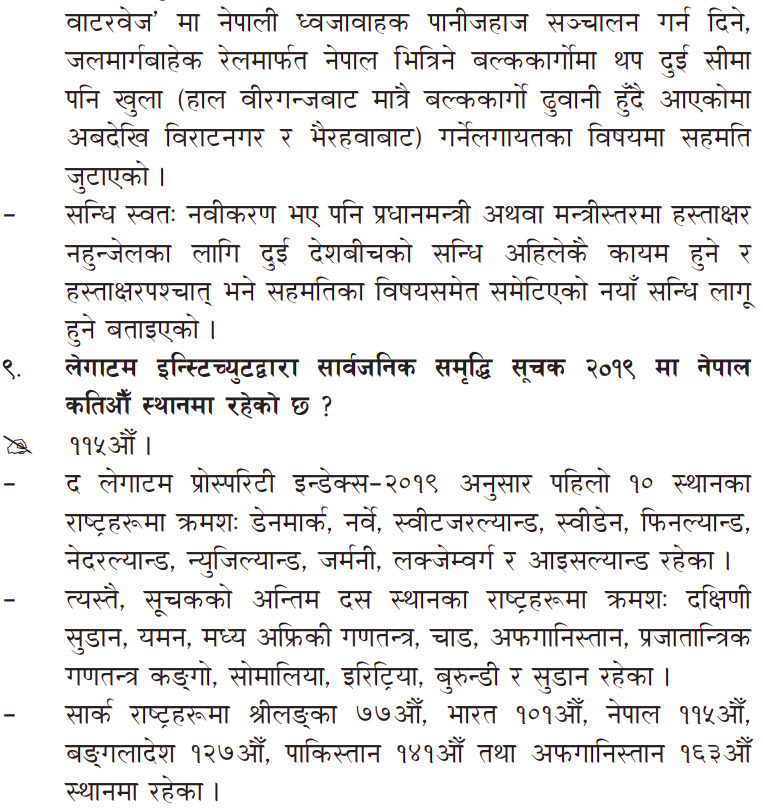 वाटरवेज' मा नेपाली ध्वजावाहक पानीजहाज सञ्चालन गर्न दिने,
जलमार्गबाहेक रेलमार्फत नेपाल भित्रिने बल्ककार्गोमा थप दुई सीमा
पनि खुला (हाल वीरगन्जबाट मात्रै बल्ककार्गो ढुवानी हुँदै आएकोमा
अबदेखि विराटनगर र भैरहवाबाट) गर्नेलगायतका विषयमा सहमति
जुटाएको ।
– सन्धि स्वतः नवीकरण भए पनि प्रधानमन्त्री अथवा मन्त्रीस्तरमा हस्ताक्षर
नहुन्जेलका लागि दुई देशबीचको सन्धि अहिलेकै कायम हुने र
हस्ताक्षरपश्चात् भने सहमतिका विषयसमेत समेटिएको नयाँ सन्धि लागू
हुने बताइएको ।
९. लेगाटम इन्स्टिच्युटद्वारा सार्वजनिक समृद्धि सूचक २०१९ मा नेपाल
कतिऔँ स्थानमा रहेको छ ?
११५औँ ।
– द लेगाटम प्रोस्परिटी इन्डेक्स–२०१९ अनुसार पहिलो १० स्थानका
राष्ट्रहरूमा क्रमशः डेनमार्क, नर्वे, स्वीटजरल्यान्ड, स्वीडेन, फिनल्यान्ड,
नेदरल्यान्ड, न्युजिल्यान्ड, जर्मनी, लक्जेम्वर्ग र आइसल्यान्ड रहेका ।
– त्यस्तै, सूचकको अन्तिम दस स्थानका राष्ट्रहरूमा क्रमशः दक्षिणी
सुडान, यमन, मध्य अफ्रिकी गणतन्त्र, चाड, अफगानिस्तान, प्रजातान्त्रिक
गणतन्त्र कङ्गो, सोमालिया, इरिट्रिया, बुरुन्डी र सुडान रहेका ।
– सार्क राष्ट्रहरूमा श्रीलङ्का ७७औँ, भारत १०१औँ, नेपाल ११५औँ,
बङ्गलादेश १२७औँ, पाकिस्तान १४१औँ तथा अफगानिस्तान १६३औँ
स्थानमा रहेका ।